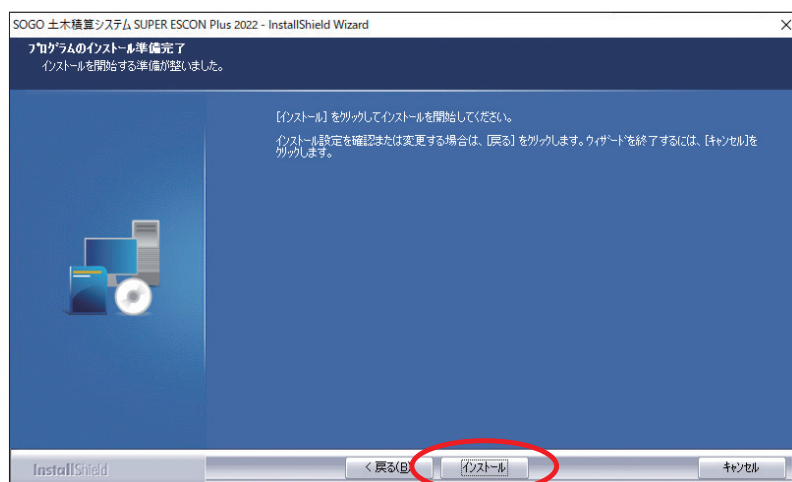 SOGO 土木積算システム SUPER ESCON Plus 2022 - InstallShield Wizard
プログラムのインストール準備完了
インストールを開始する準備が整いました。
[インストール] をクリックしてインストールを開始してください。
インストール設定を確認または変更する場合は、[戻る] をクリックします。ウィザードを終了するには、[キャンセル]を
クリックします。
InstallShield
< 戻る(B)
インストール
キャンセル